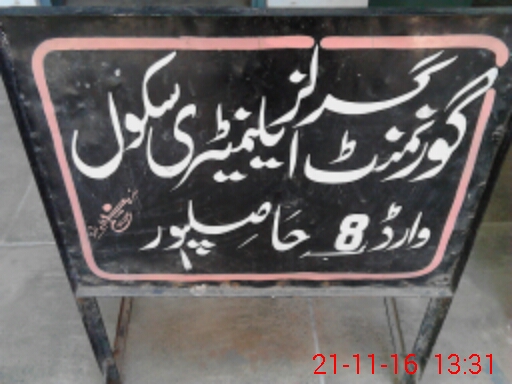 گورنمنٹ گرلز ایلیمنٹری سکول
وارڈ 8 حاصلپور
21-11-16 13:31